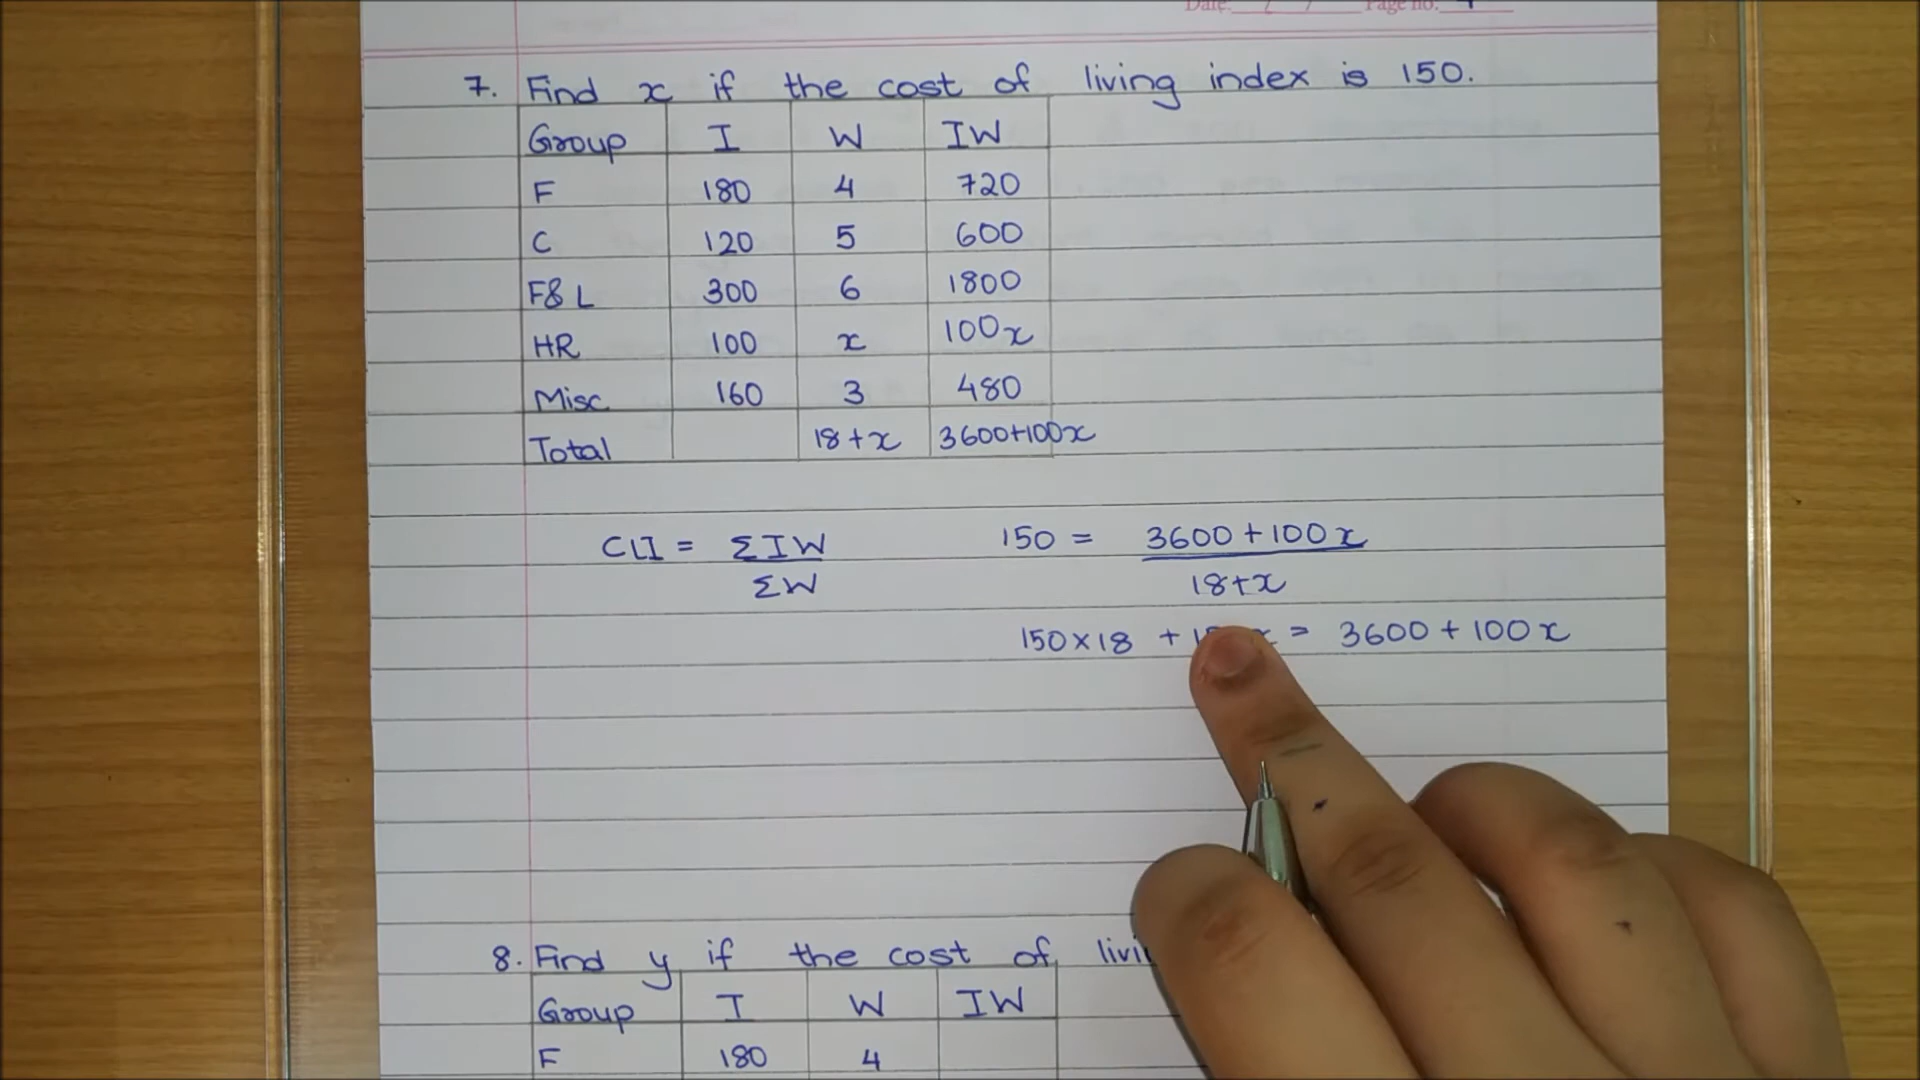 Date. / / Page no.
7. Find x if the cost of living index is 150.
Group I W IW
F 180 4 720
C 120 5 600
F& L 300 6 1800
HR 100 x 100x
Misc 160 3 480
Total 18+x 3600+100x
CLI = ΣIW / ΣW 150 = 3600+100x / 18+x
150×18 + = 3600+100x
8. Find y if the cost of
Group I W IW
F 180 4